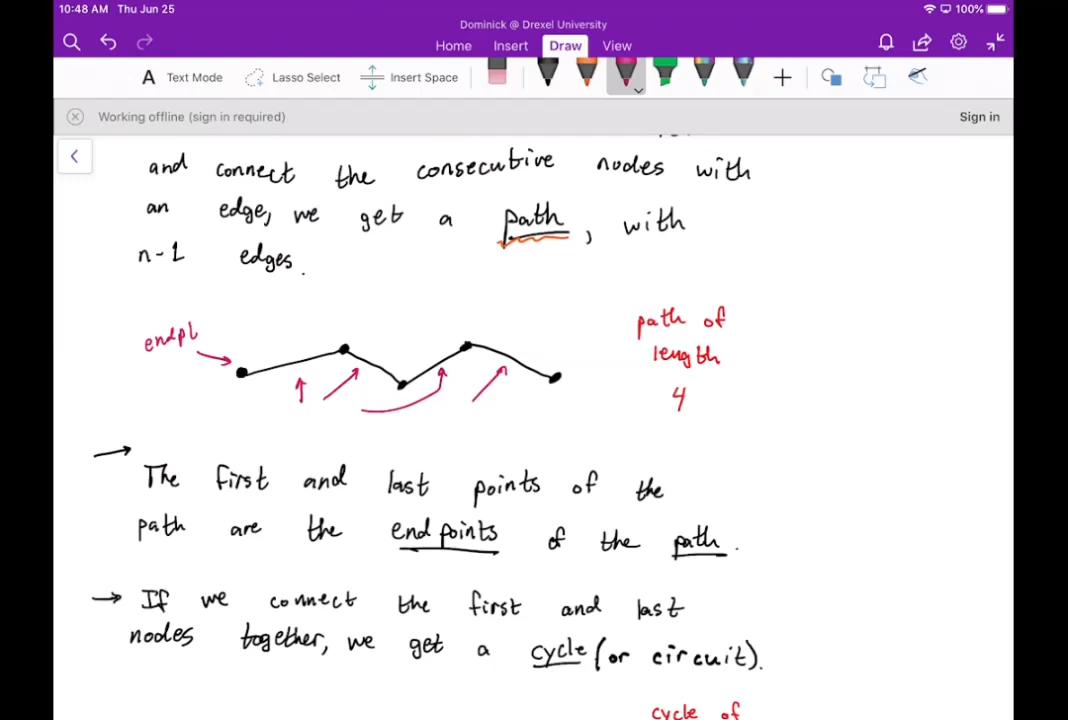 10:48 AM Thu Jun 25
100%
Dominick @ Drexel University
Home Insert Draw View
Text Mode Lasso Select Insert Space
Working offline (sign in required) Sign in
and connect the consecutive nodes with
an edge, we get a path, with
n-1 edges.
endpt
path of
length
4
The first and last points of the
path are the endpoints of the path.
If we connect the first and last
nodes together, we get a cycle (or circuit).
cycle of